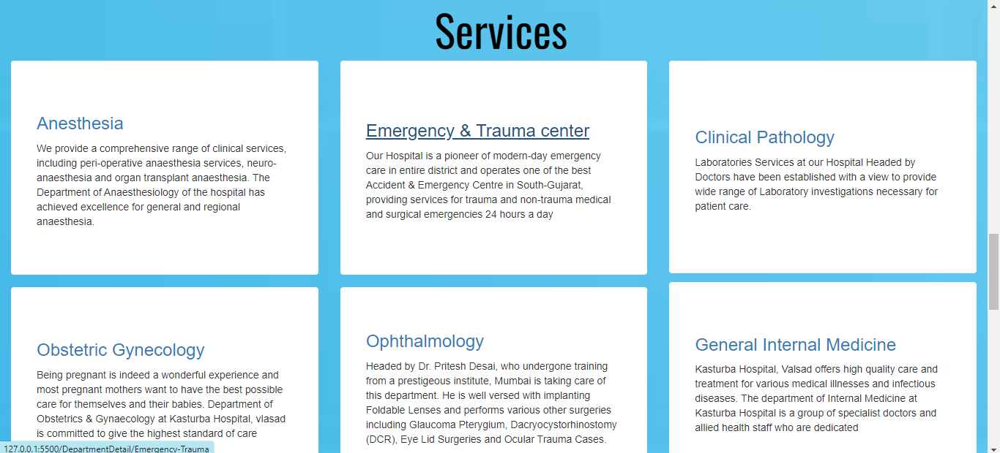 Services
Anesthesia
We provide a comprehensive range of clinical services,
including peri-operative anaesthesia services, neuro-
anaesthesia and organ transplant anaesthesia. The
Department of Anaesthesiology of the hospital has
achieved excellence for general and regional
anaesthesia.
Emergency & Trauma center
Our Hospital is a pioneer of modern-day emergency
care in entire district and operates one of the best
Accident & Emergency Centre in South-Gujarat,
providing services for trauma and non-trauma medical
and surgical emergencies 24 hours a day
Clinical Pathology
Laboratories Services at our Hospital Headed by
Doctors have been established with a view to provide
wide range of Laboratory investigations necessary for
patient care.
Obstetric Gynecology
Being pregnant is indeed a wonderful experience and
most pregnant mothers want to have the best possible
care for themselves and their babies. Department of
Obstetrics & Gynaecology at Kasturba Hospital, vlasad
is committed to give the highest standard of care
Ophthalmology
Headed by Dr. Pritesh Desai, who undergone training
from a prestigeous institute, Mumbai is taking care of
this department. He is well versed with implanting
Foldable Lenses and performs various other surgeries
including Glaucoma Pterygium, Dacryocystorhinostomy
(DCR), Eye Lid Surgeries and Ocular Trauma Cases.
General Internal Medicine
Kasturba Hospital, Valsad offers high quality care and
treatment for various medical illnesses and infectious
diseases. The department of Internal Medicine at
Kasturba Hospital is a group of specialist doctors and
allied health staff who are dedicated
127.0.0.1:5500/DepartmentDetail/Emergency-Trauma